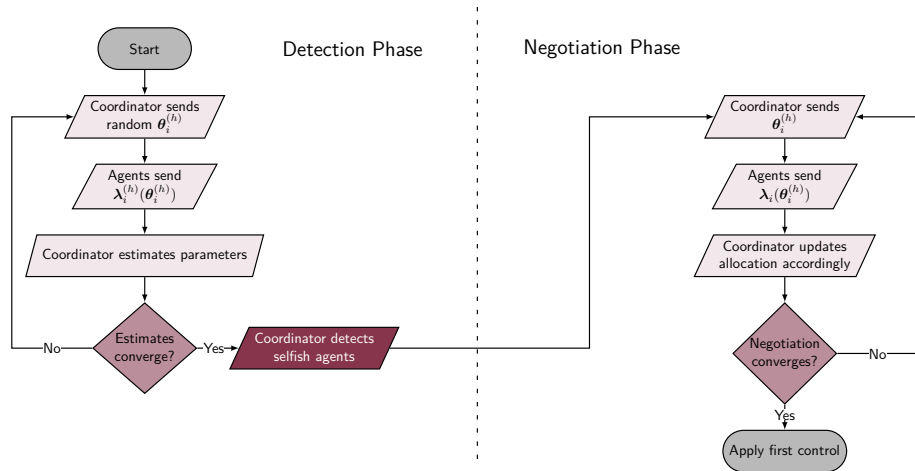 Detection Phase
Start
Coordinator sends
random θ_i^(h)
Agents send
λ_i^(h)(θ_i^(h))
Coordinator estimates parameters
Estimates
converge?
No
Yes
Coordinator detects
selfish agents
Negotiation Phase
Coordinator sends
θ_i^(h)
Agents send
λ_i(θ_i^(h))
Coordinator updates
allocation accordingly
Negotiation
converges?
No
Yes
Apply first control